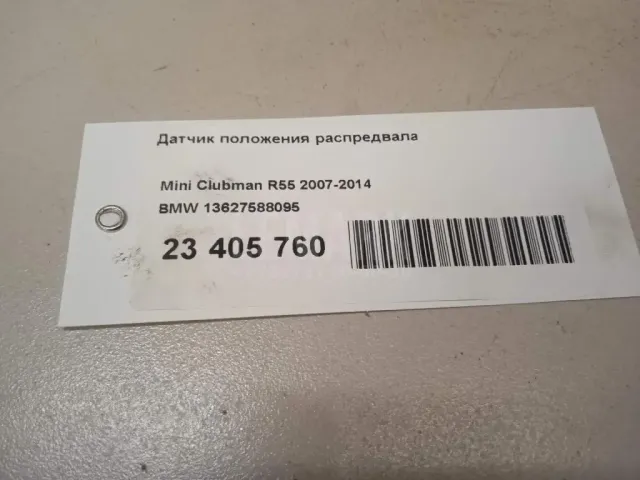 Датчик положения распредвала
Mini Clubman R55 2007-2014
BMW 13627588095
23 405 760